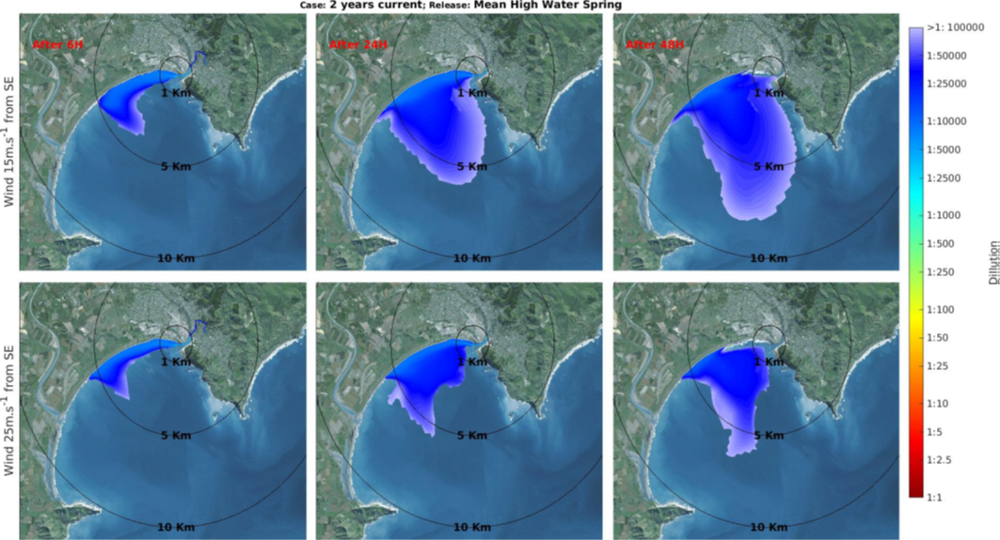 Case: 2 years current; Release: Mean High Water Spring
After 6H
After 24H
After 48H
Wind 15m.s-1 from SE
1 Km
5 Km
10 Km
1 Km
5 Km
10 Km
1 Km
5 Km
10 Km
Wind 25m.s-1 from SE
1 Km
5 Km
10 Km
1 Km
5 Km
10 Km
1 Km
5 Km
10 Km
>1: 100000
1:50000
1:25000
1:10000
1:5000
1:2500
1:1000
1:500
1:250
1:100
1:50
1:25
1:10
1:5
1:2.5
1:1
Dillution